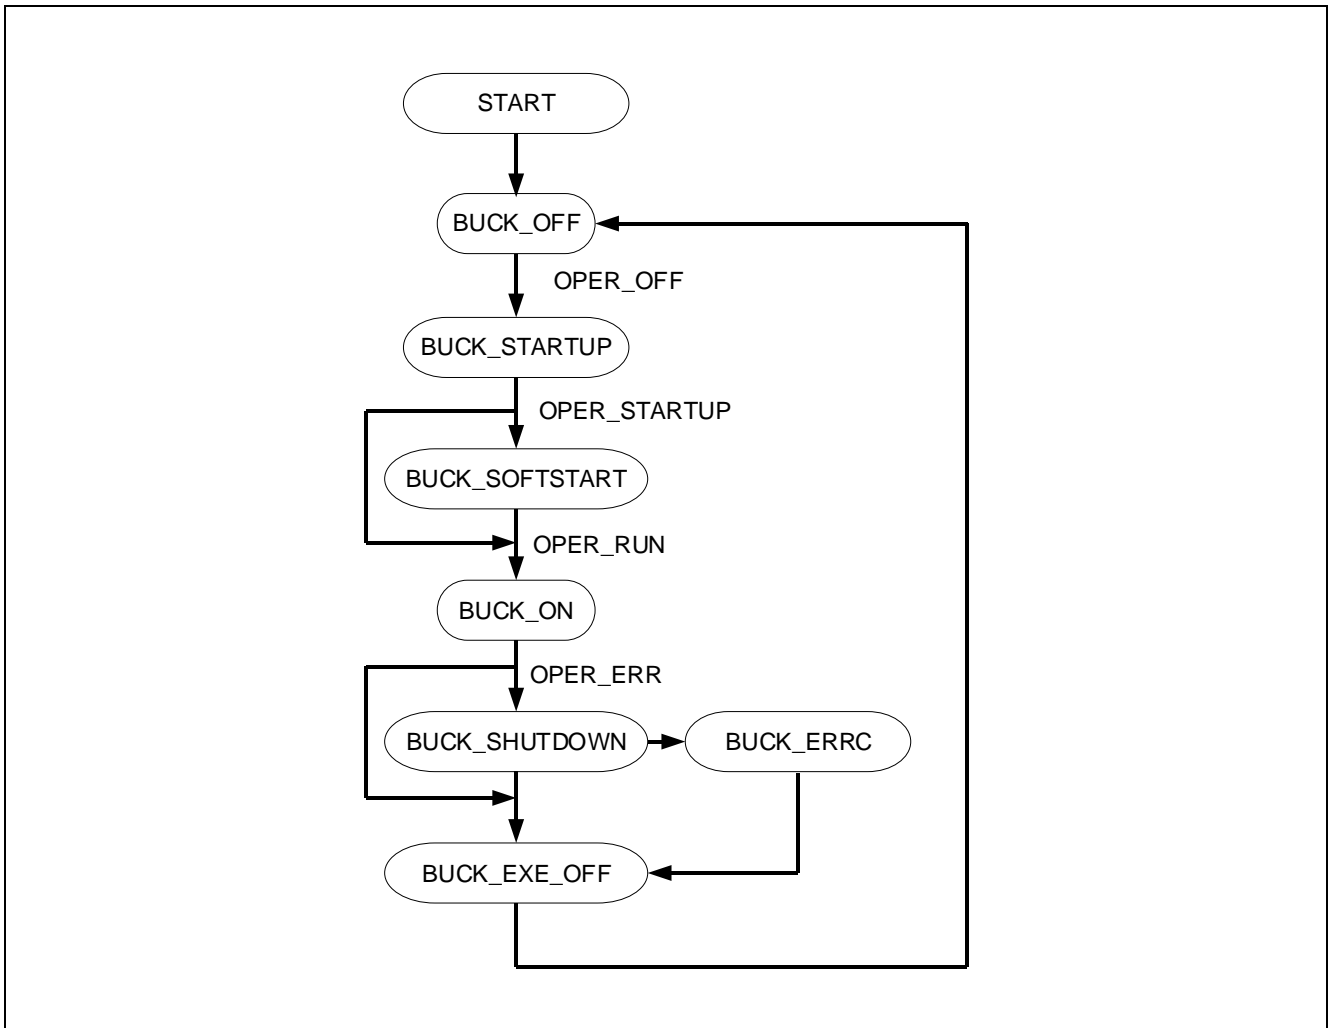 START
BUCK_OFF
OPER_OFF
BUCK_STARTUP
OPER_STARTUP
BUCK_SOFTSTART
OPER_RUN
BUCK_ON
OPER_ERR
BUCK_SHUTDOWN
BUCK_ERRC
BUCK_EXE_OFF